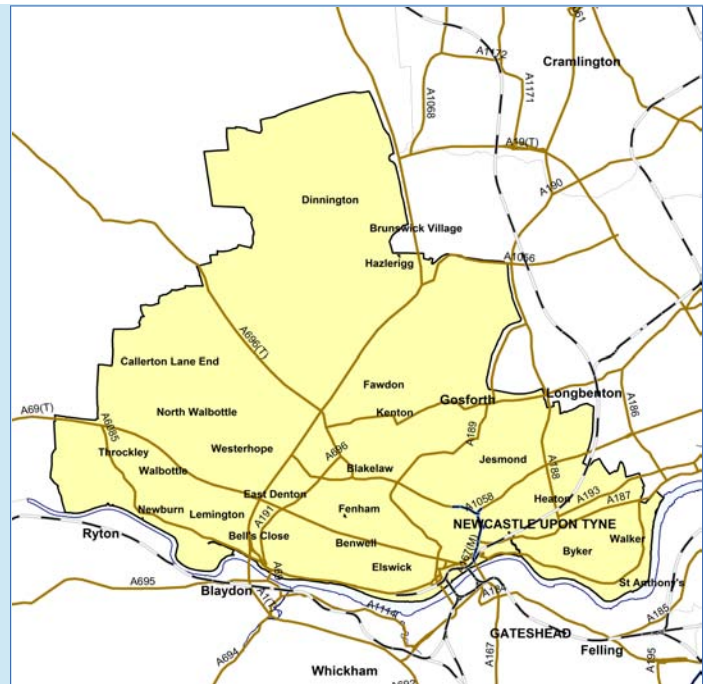 A1172
Cramlington
A1068
A1171
A19(T)
A190
Dinnington
Brunswick Village
Hazlerigg
A1056
A696(T)
Callerton Lane End
Fawdon
Gosforth
Longbenton
A186
A69(T)
North Walbottle
Kenton
A189
A6085
Throckley
Westerhope
A696
Blakelaw
Jesmond
A188
Walbottle
East Denton
A1058
Heaton
A193
A187
Newburn
Lemington
A191
Fenham
NEWCASTLE UPON TYNE
Walker
Ryton
Bell's Close
Benwell
Byker
Elswick
St Anthony's
A695
Blaydon
A1114
A184
A185
GATESHEAD
A694
A167
Felling
A195
Whickham
A692